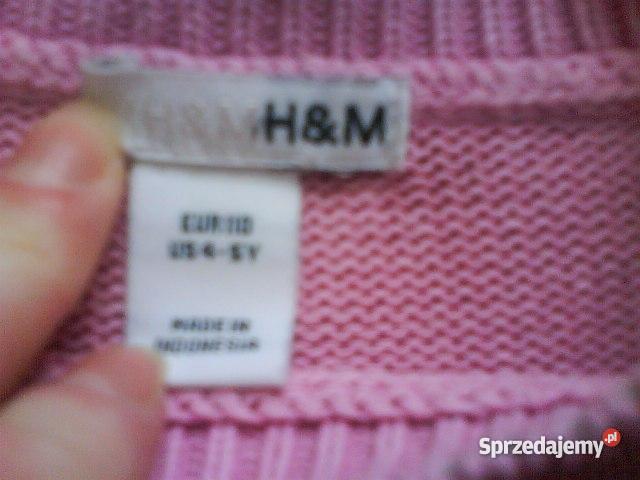 H&M H&M
EUR 110
US 4-5Y
MADE IN
INDONESIA
Sprzedajemy.pl